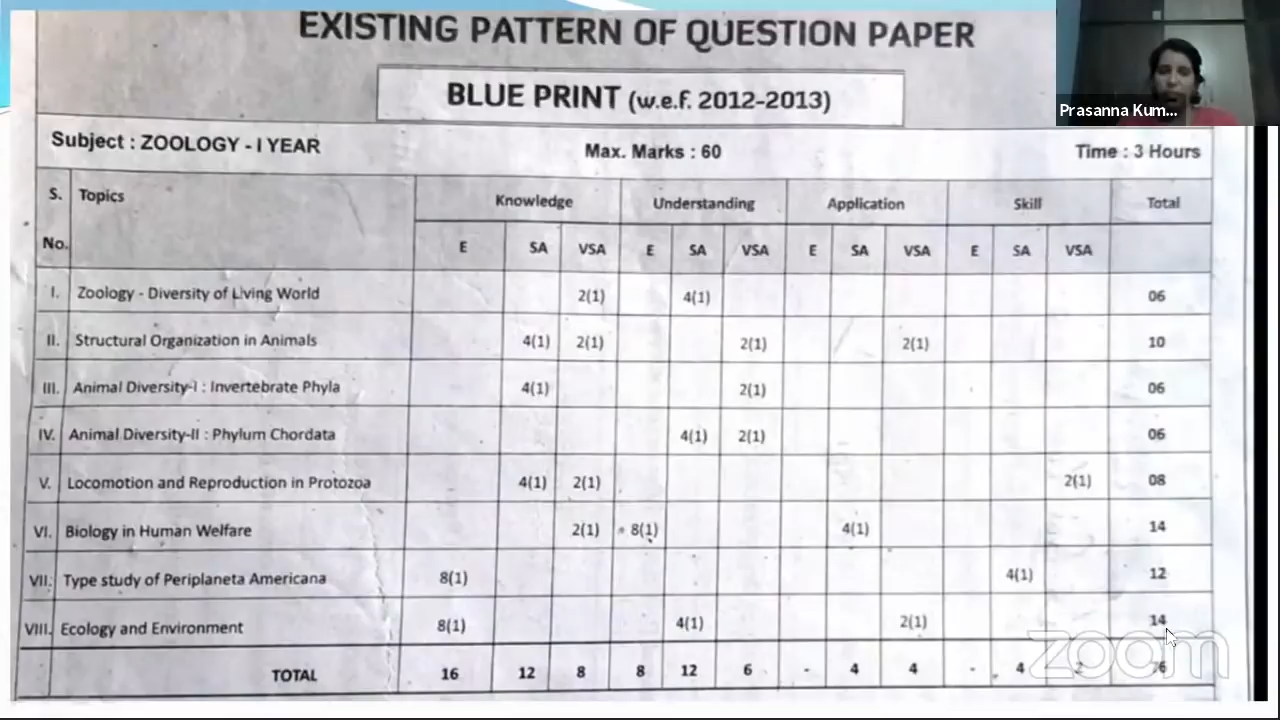 EXISTING PATTERN OF QUESTION PAPER
BLUE PRINT (w.e.f. 2012-2013)
Prasanna Kum...
Subject : ZOOLOGY - I YEAR Max. Marks : 60 Time : 3 Hours
S. No. Topics Knowledge Understanding Application Skill Total
E SA VSA E SA VSA E SA VSA E SA VSA
I. Zoology - Diversity of Living World 2(1) 4(1) 06
II. Structural Organization in Animals 4(1) 2(1) 2(1) 2(1) 10
III. Animal Diversity-I : Invertebrate Phyla 4(1) 2(1) 06
IV. Animal Diversity-II : Phylum Chordata 4(1) 2(1) 06
V. Locomotion and Reproduction in Protozoa 4(1) 2(1) 2(1) 08
VI. Biology in Human Welfare 2(1) 8(1) 4(1) 14
VII. Type study of Periplaneta Americana 8(1) 4(1) 12
VIII. Ecology and Environment 8(1) 4(1) 2(1) 14
TOTAL 16 12 8 8 12 6 - 4 4 - 4 2 76
zoom